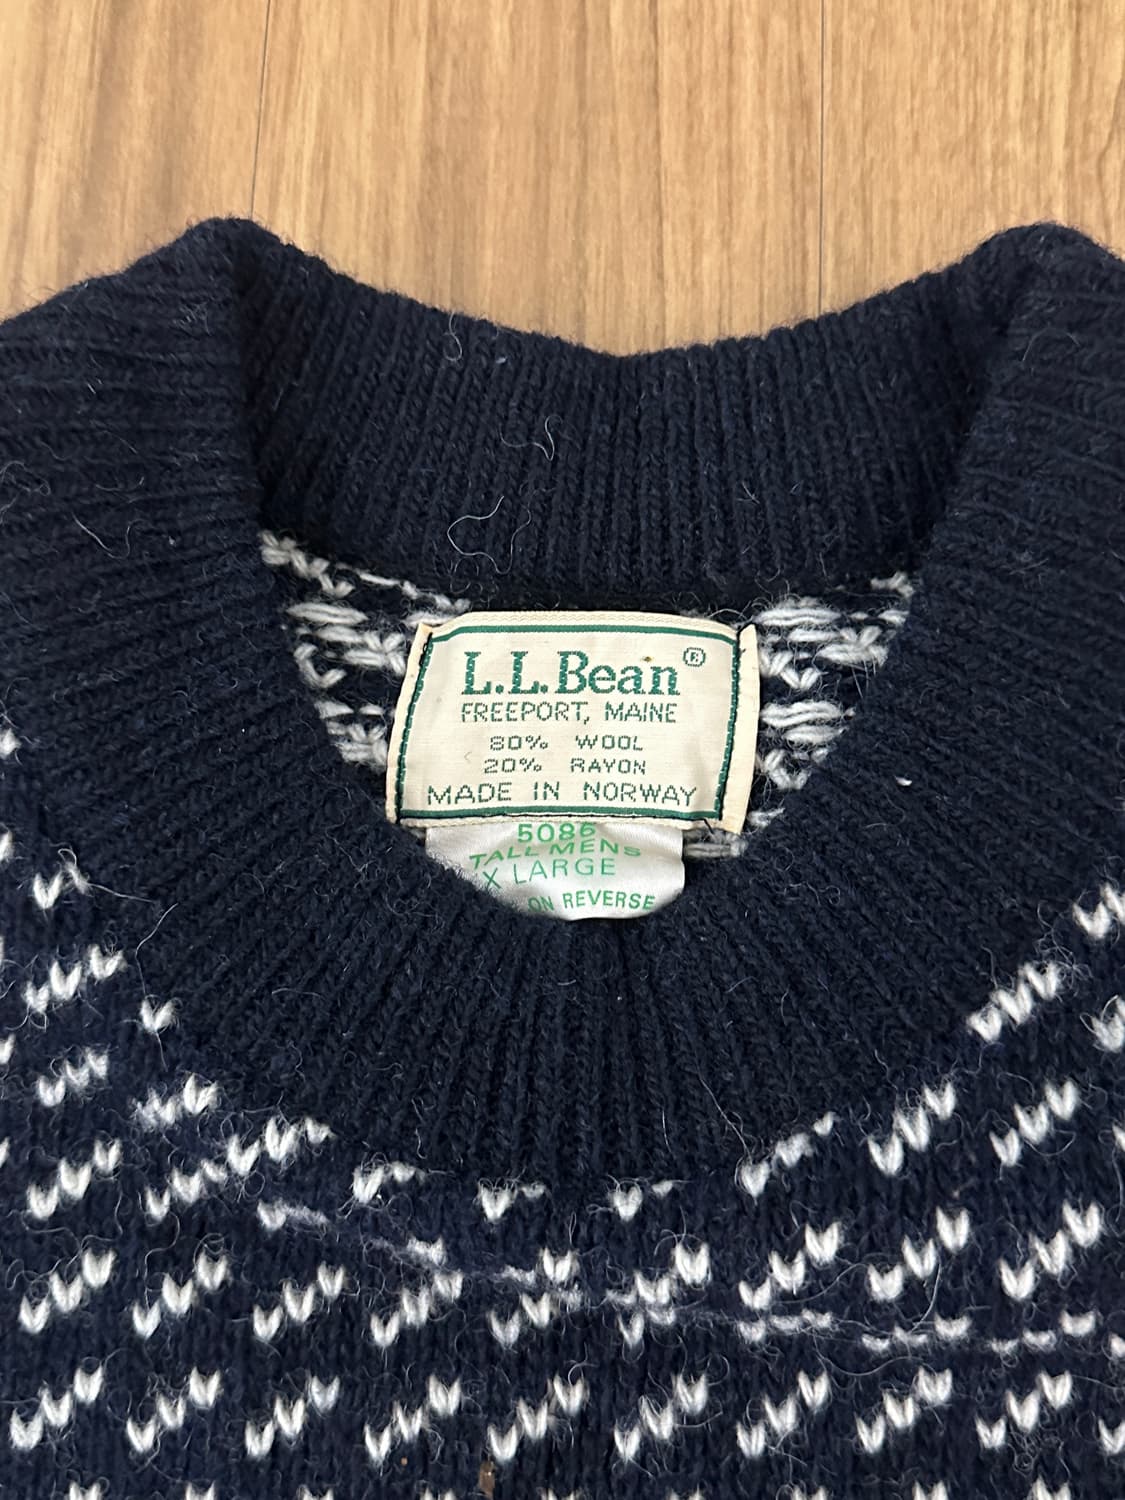 L.L.Bean®
FREEPORT, MAINE
80% WOOL
20% RAYON
MADE IN NORWAY
5086
TALL MENS
X LARGE
ON REVERSE